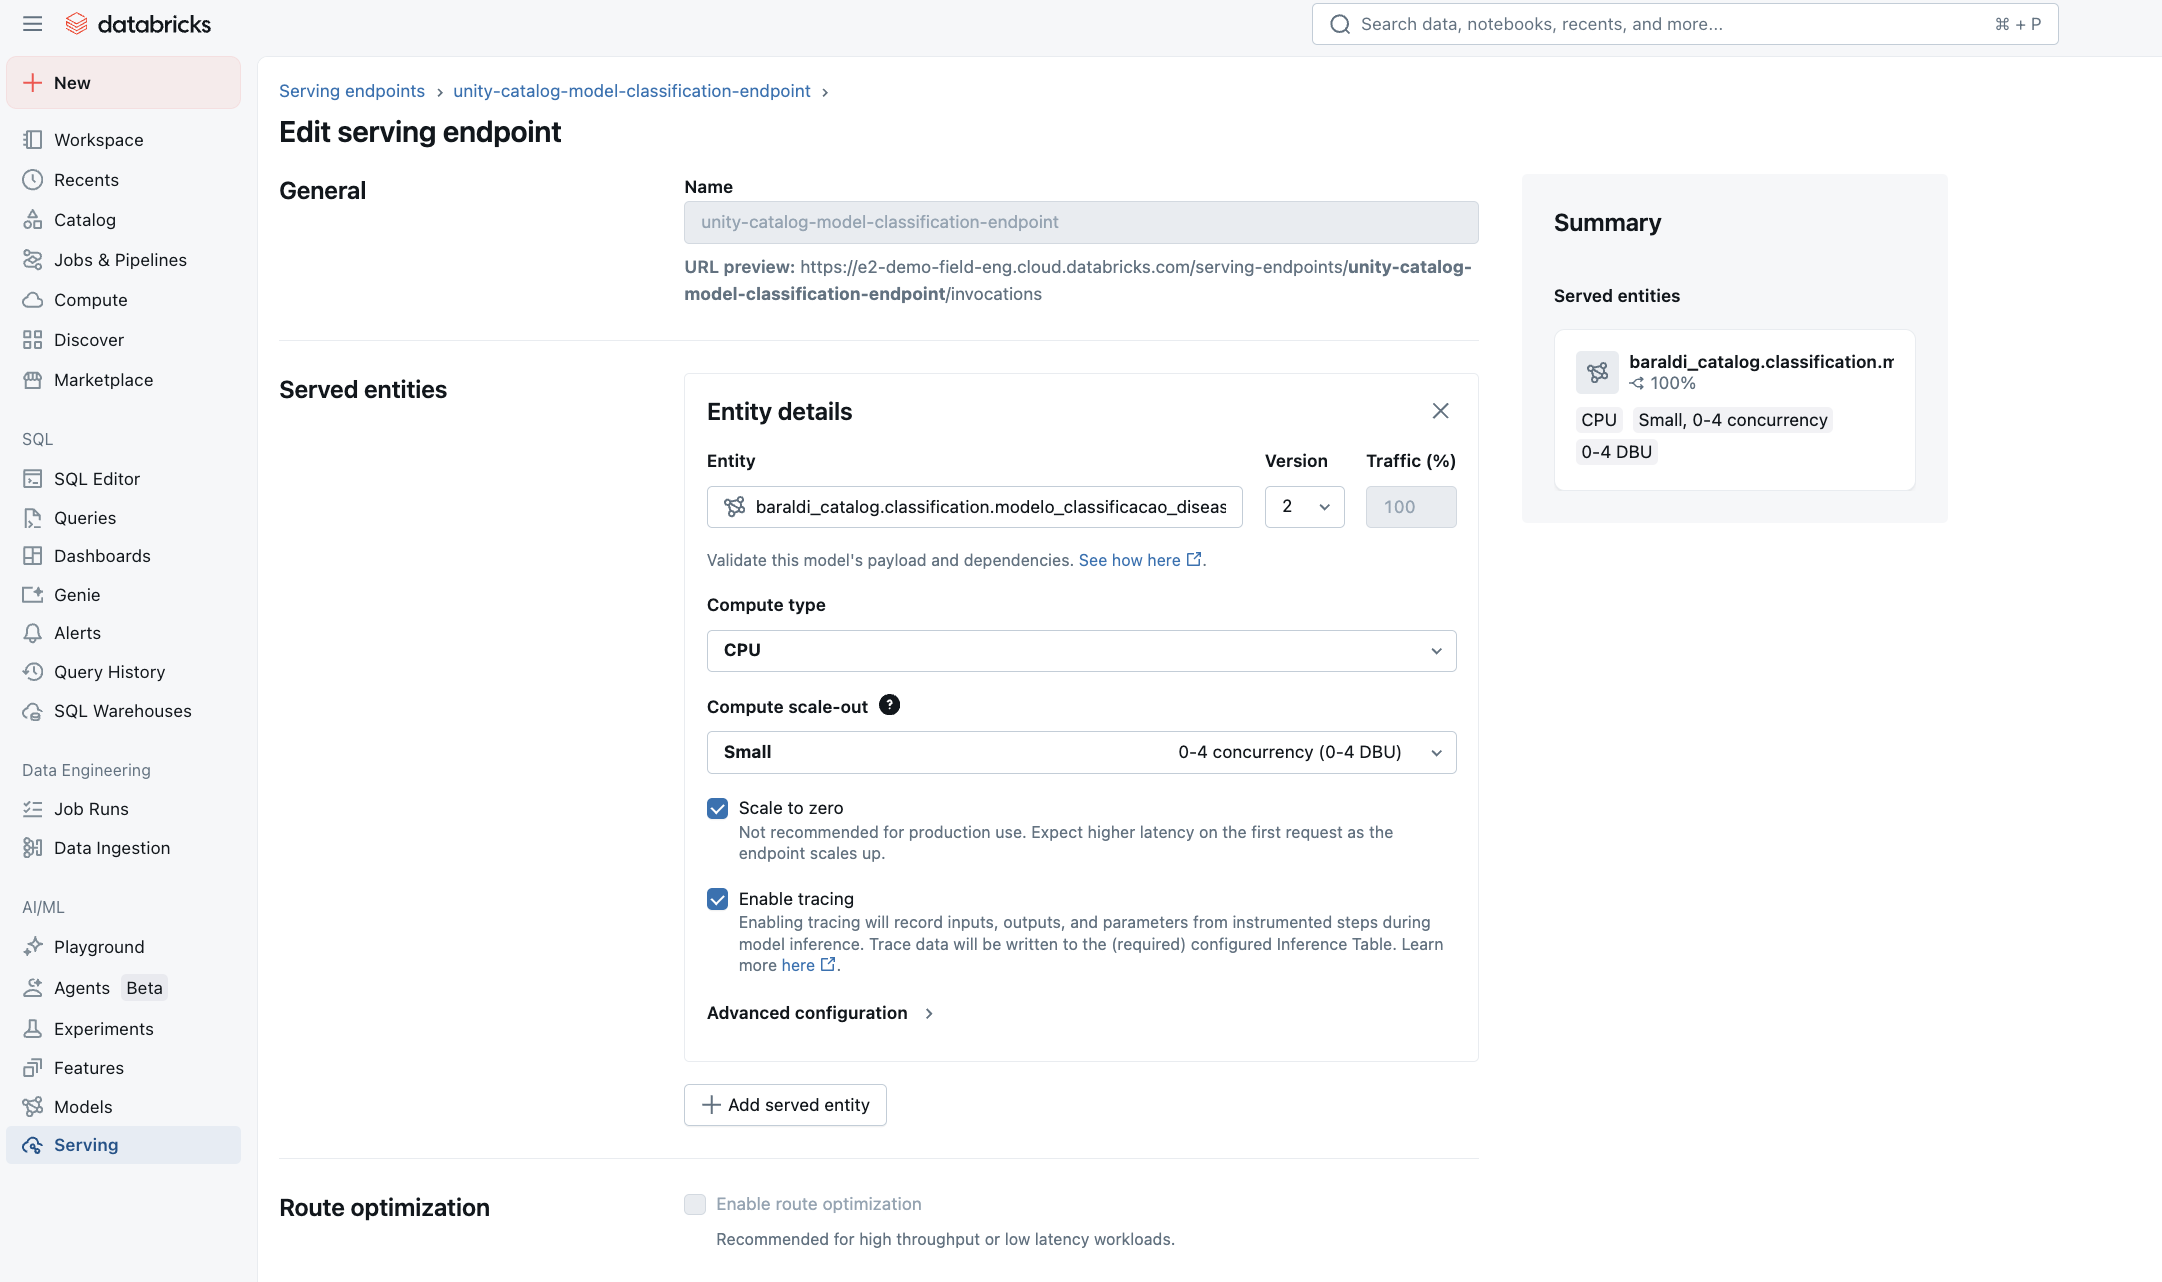 databricks
Search data, notebooks, recents, and more...
⌘ + P
New
Workspace
Recents
Catalog
Jobs & Pipelines
Compute
Discover
Marketplace
SQL
SQL Editor
Queries
Dashboards
Genie
Alerts
Query History
SQL Warehouses
Data Engineering
Job Runs
Data Ingestion
AI/ML
Playground
Agents Beta
Experiments
Features
Models
Serving
Serving endpoints › unity-catalog-model-classification-endpoint ›
Edit serving endpoint
General
Name
unity-catalog-model-classification-endpoint
URL preview: https://e2-demo-field-eng.cloud.databricks.com/serving-endpoints/unity-catalog-
model-classification-endpoint/invocations
Served entities
Entity details
Entity
Version
Traffic (%)
baraldi_catalog.classification.modelo_classificacao_diseas
2
100
Validate this model's payload and dependencies. See how here.
Compute type
CPU
Compute scale-out ?
Small
0-4 concurrency (0-4 DBU)
Scale to zero
Not recommended for production use. Expect higher latency on the first request as the
endpoint scales up.
Enable tracing
Enabling tracing will record inputs, outputs, and parameters from instrumented steps during
model inference. Trace data will be written to the (required) configured Inference Table. Learn
more here.
Advanced configuration
Add served entity
Route optimization
Enable route optimization
Recommended for high throughput or low latency workloads.
Summary
Served entities
baraldi_catalog.classification.m
100%
CPU
Small, 0-4 concurrency
0-4 DBU